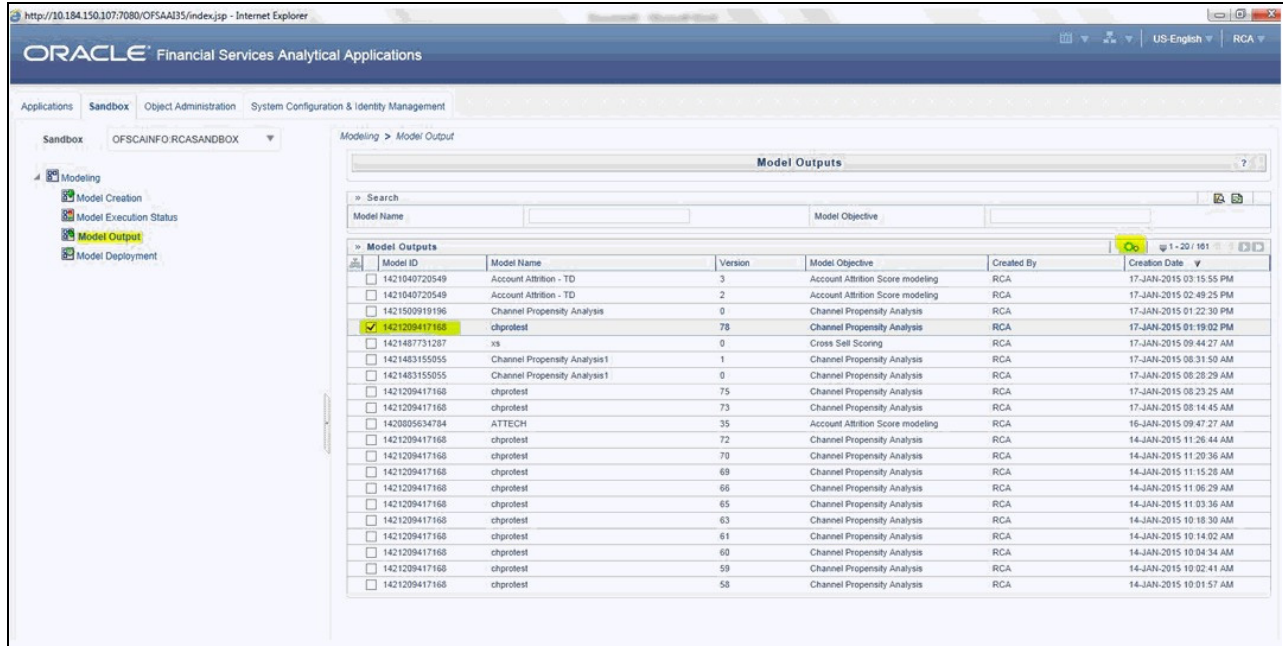 http://10.184.150.107:7080/OFSAAI35/index.jsp - Internet Explorer
ORACLE Financial Services Analytical Applications
US-English RCA
Applications Sandbox Object Administration System Configuration & Identity Management
Sandbox OFSCAINFO:RCASANDBOX
Modeling > Model Output
Model Outputs ?
Modeling
Model Creation
Model Execution Status
Model Output
Model Deployment
» Search
Model Name Model Objective
» Model Outputs 1 - 20 / 161
Model ID Model Name Version Model Objective Created By Creation Date
1421040720549 Account Attrition - TD 3 Account Attrition Score modeling RCA 17-JAN-2015 03:15:55 PM
1421040720549 Account Attrition - TD 2 Account Attrition Score modeling RCA 17-JAN-2015 02:49:25 PM
1421500919196 Channel Propensity Analysis 0 Channel Propensity Analysis RCA 17-JAN-2015 01:22:30 PM
1421209417168 chprotest 78 Channel Propensity Analysis RCA 17-JAN-2015 01:19:02 PM
1421487731287 xs 0 Cross Sell Scoring RCA 17-JAN-2015 09:44:27 AM
1421483155055 Channel Propensity Analysis1 1 Channel Propensity Analysis RCA 17-JAN-2015 08:31:50 AM
1421483155055 Channel Propensity Analysis1 0 Channel Propensity Analysis RCA 17-JAN-2015 08:28:29 AM
1421209417168 chprotest 75 Channel Propensity Analysis RCA 17-JAN-2015 08:23:25 AM
1421209417168 chprotest 73 Channel Propensity Analysis RCA 17-JAN-2015 08:14:45 AM
1420805634784 ATTECH 35 Account Attrition Score modeling RCA 16-JAN-2015 09:47:27 AM
1421209417168 chprotest 72 Channel Propensity Analysis RCA 14-JAN-2015 11:26:44 AM
1421209417168 chprotest 70 Channel Propensity Analysis RCA 14-JAN-2015 11:20:36 AM
1421209417168 chprotest 69 Channel Propensity Analysis RCA 14-JAN-2015 11:15:28 AM
1421209417168 chprotest 66 Channel Propensity Analysis RCA 14-JAN-2015 11:06:29 AM
1421209417168 chprotest 65 Channel Propensity Analysis RCA 14-JAN-2015 11:03:36 AM
1421209417168 chprotest 63 Channel Propensity Analysis RCA 14-JAN-2015 10:18:30 AM
1421209417168 chprotest 61 Channel Propensity Analysis RCA 14-JAN-2015 10:14:02 AM
1421209417168 chprotest 60 Channel Propensity Analysis RCA 14-JAN-2015 10:04:34 AM
1421209417168 chprotest 59 Channel Propensity Analysis RCA 14-JAN-2015 10:02:41 AM
1421209417168 chprotest 58 Channel Propensity Analysis RCA 14-JAN-2015 10:01:57 AM